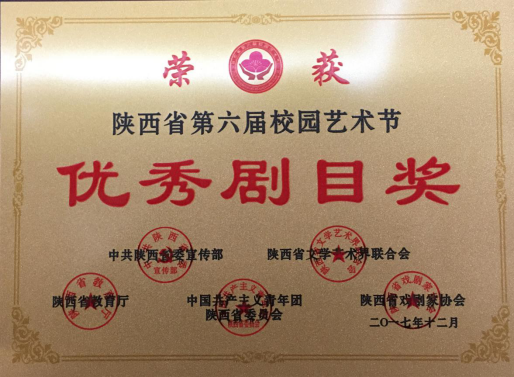 荣获
陕西省第六届校园艺术节
优秀剧目奖
中共陕西省委宣传部 陕西省文学艺术界联合会
陕西省教育厅 中国共产主义青年团陕西省委员会 陕西省戏剧家协会
二〇一七年十二月